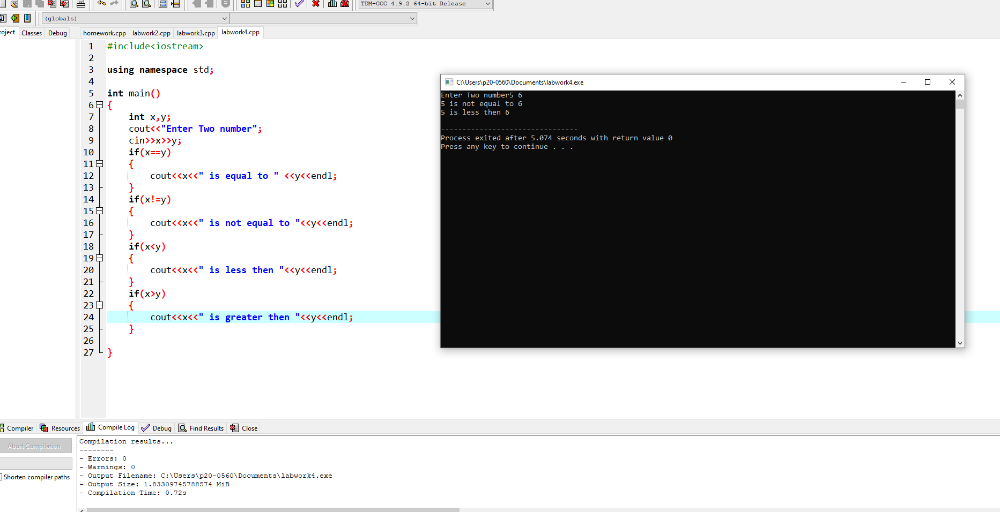 TDM-GCC 4.9.2 64-bit Release
(globals)
roject Classes Debug
homework.cpp labwork2.cpp labwork3.cpp labwork4.cpp
1 #include<iostream>
2
3 using namespace std;
4
5 int main()
6 {
7 int x,y;
8 cout<<"Enter Two number";
9 cin>>x>>y;
10 if(x==y)
11 {
12 cout<<x<<" is equal to " <<y<<endl;
13 }
14 if(x!=y)
15 {
16 cout<<x<<" is not equal to "<<y<<endl;
17 }
18 if(x<y)
19 {
20 cout<<x<<" is less then "<<y<<endl;
21 }
22 if(x>y)
23 {
24 cout<<x<<" is greater then "<<y<<endl;
25 }
26
27 }
C:\Users\p20-0560\Documents\labwork4.exe
Enter Two number5 6
5 is not equal to 6
5 is less then 6
--------------------------------
Process exited after 5.074 seconds with return value 0
Press any key to continue . . .
Compiler Resources Compile Log Debug Find Results Close
Abort Compilation
Shorten compiler paths
Compilation results...
--------
- Errors: 0
- Warnings: 0
- Output Filename: C:\Users\p20-0560\Documents\labwork4.exe
- Output Size: 1.83309745788574 MiB
- Compilation Time: 0.72s